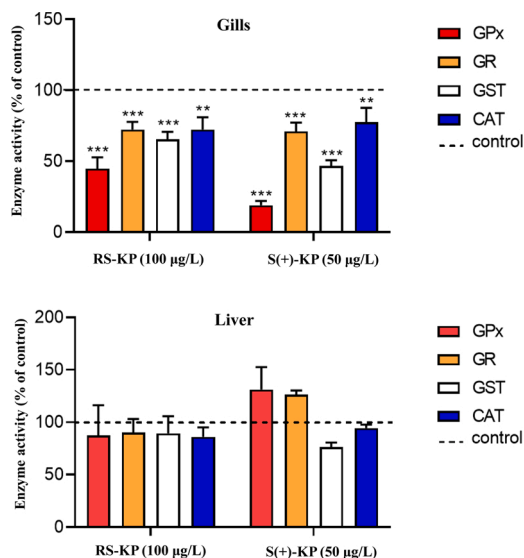 Gills
Enzyme activity (% of control)
150
100
50
0
*** *** *** **
*** *** *** **
RS-KP (100 μg/L) S(+)-KP (50 μg/L)
GPx
GR
GST
CAT
control
Liver
Enzyme activity (% of control)
200
150
100
50
0
RS-KP (100 μg/L) S(+)-KP (50 μg/L)
GPx
GR
GST
CAT
control